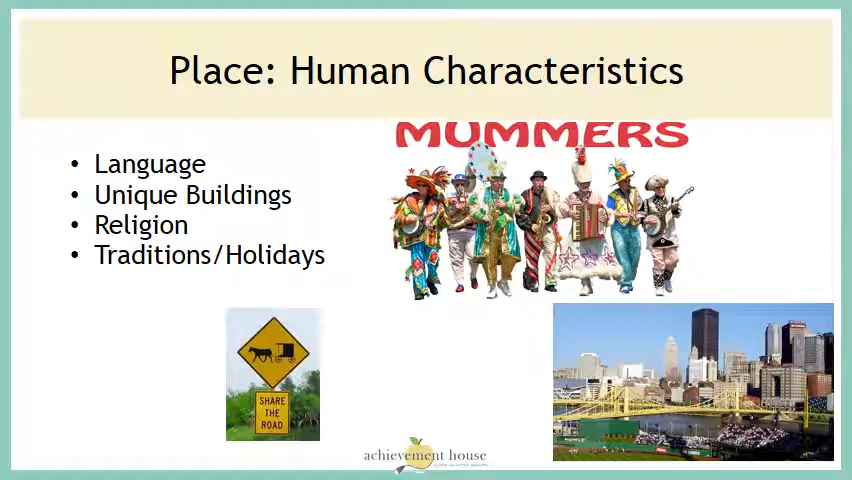 Place: Human Characteristics
MUMMERS
• Language
• Unique Buildings
• Religion
• Traditions/Holidays
SHARE
THE
ROAD
achievement house